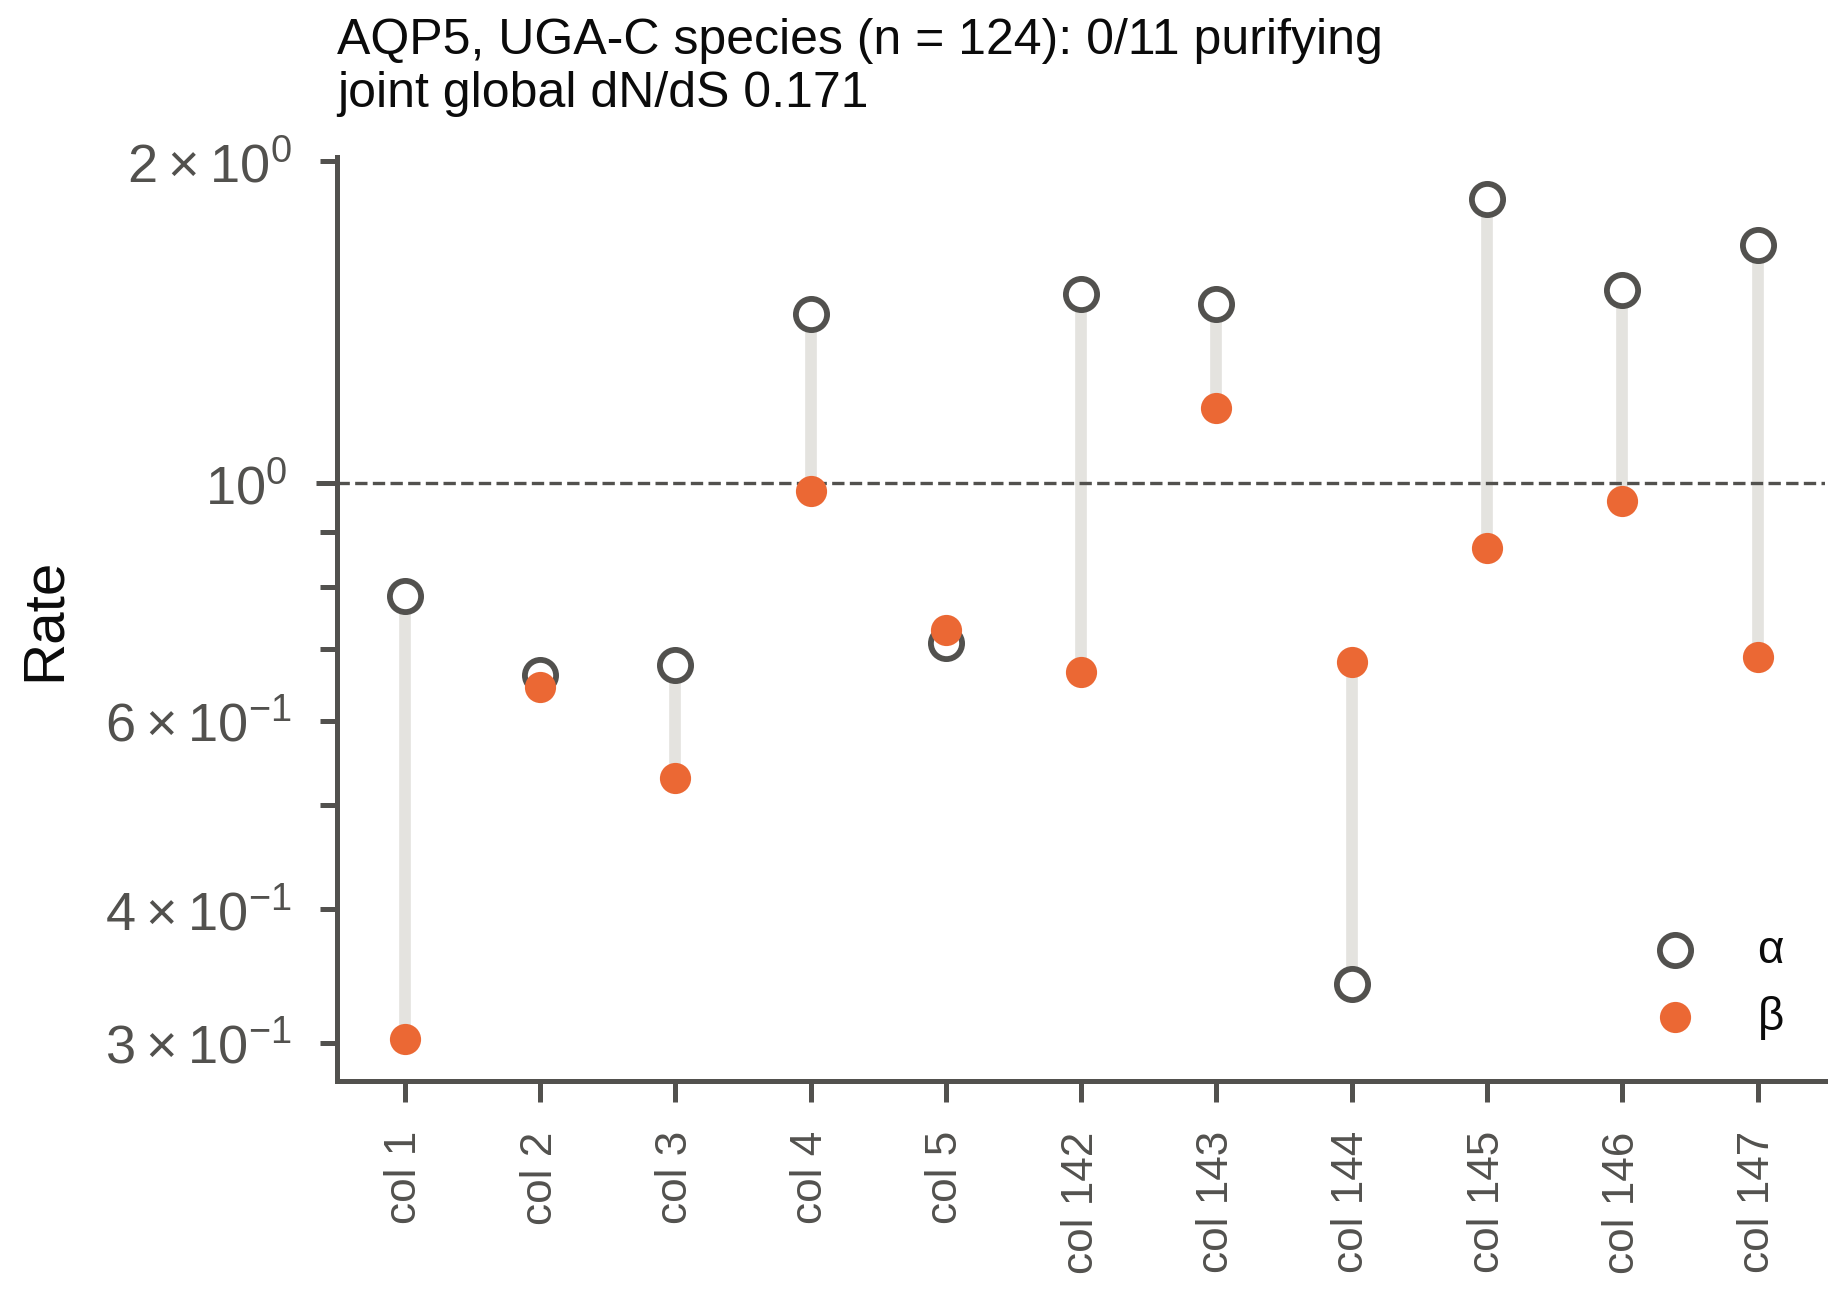 AQP5, UGA-C species (n = 124): 0/11 purifying
joint global dN/dS 0.171
Rate
2 × 10⁰
10⁰
6 × 10⁻¹
4 × 10⁻¹
3 × 10⁻¹
α
β
col 1
col 2
col 3
col 4
col 5
col 142
col 143
col 144
col 145
col 146
col 147